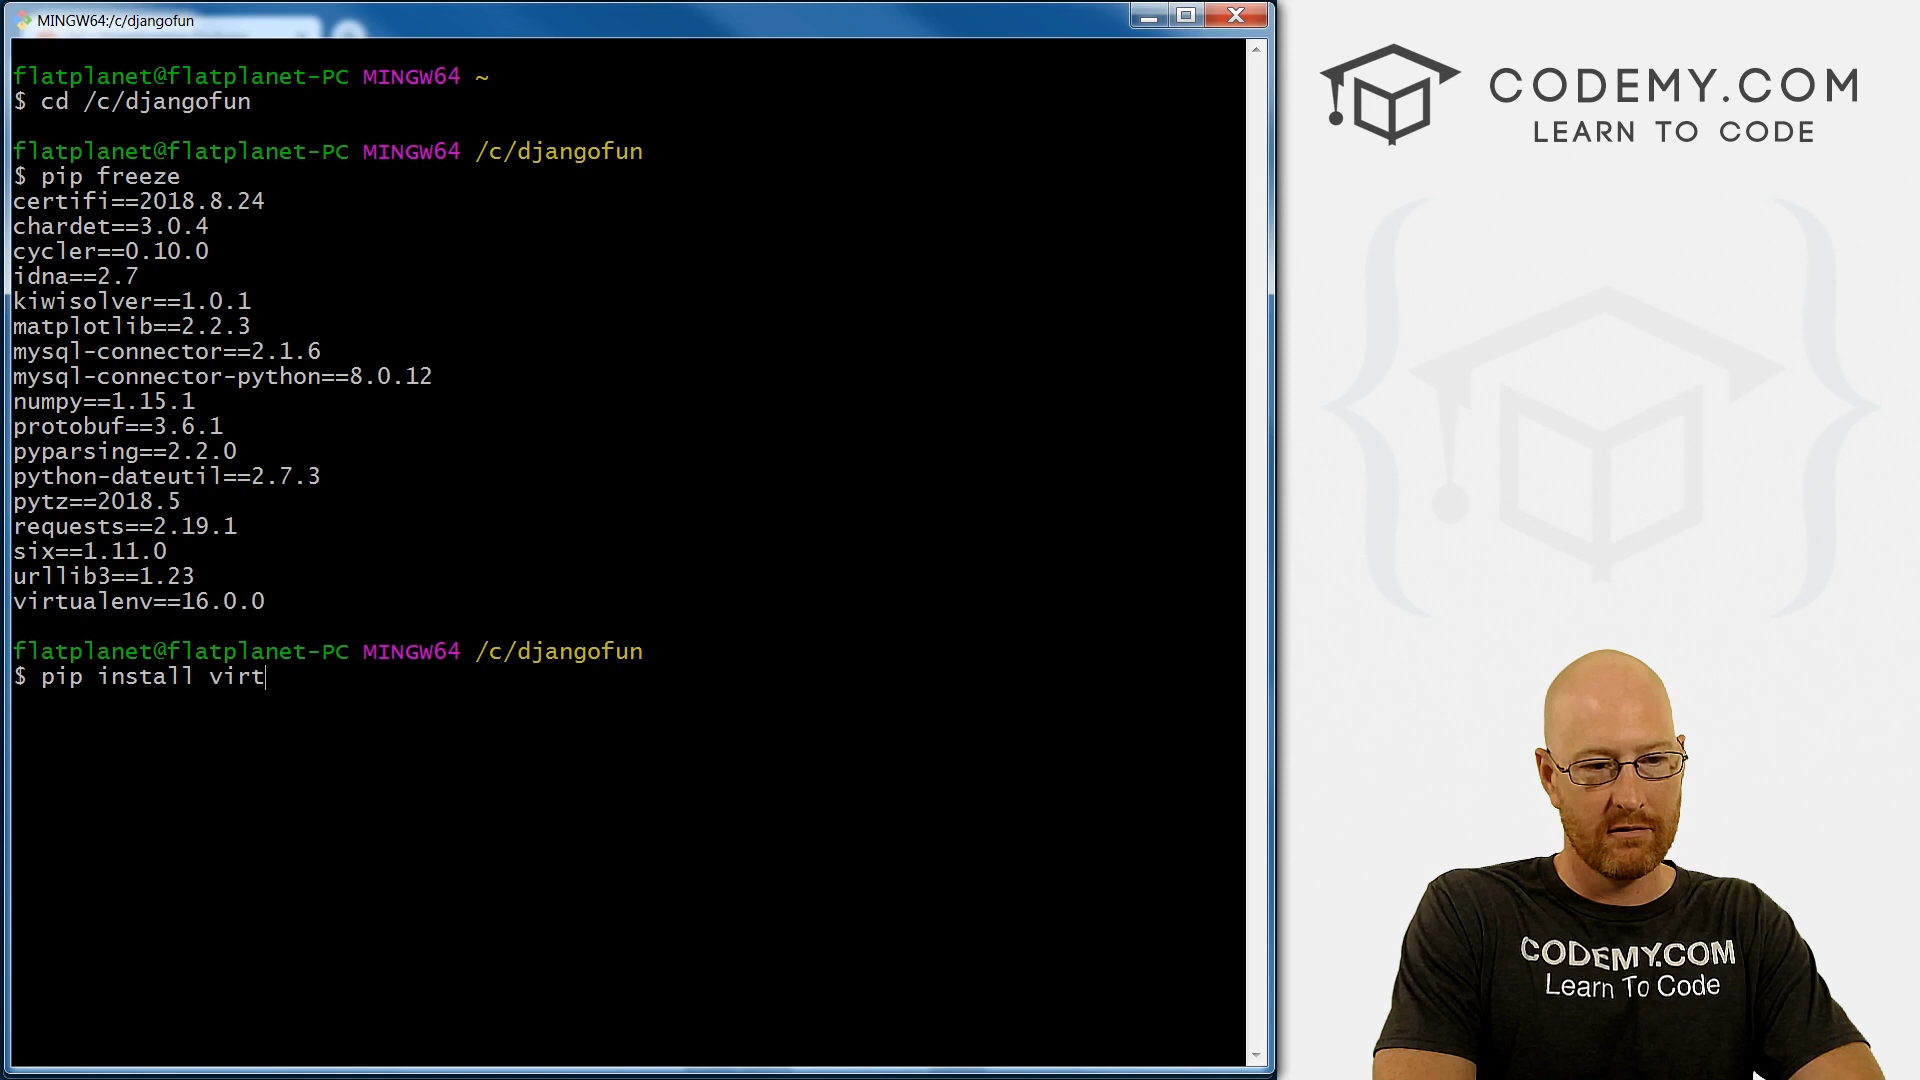 MINGW64:/c/djangofun
flatplanet@flatplanet-PC MINGW64 ~
$ cd /c/djangofun
flatplanet@flatplanet-PC MINGW64 /c/djangofun
$ pip freeze
certifi==2018.8.24
chardet==3.0.4
cycler==0.10.0
idna==2.7
kiwisolver==1.0.1
matplotlib==2.2.3
mysql-connector==2.1.6
mysql-connector-python==8.0.12
numpy==1.15.1
protobuf==3.6.1
pyparsing==2.2.0
python-dateutil==2.7.3
pytz==2018.5
requests==2.19.1
six==1.11.0
urllib3==1.23
virtualenv==16.0.0
flatplanet@flatplanet-PC MINGW64 /c/djangofun
$ pip install virt
CODEMY.COM
LEARN TO CODE
CODEMY.COM
Learn To Code